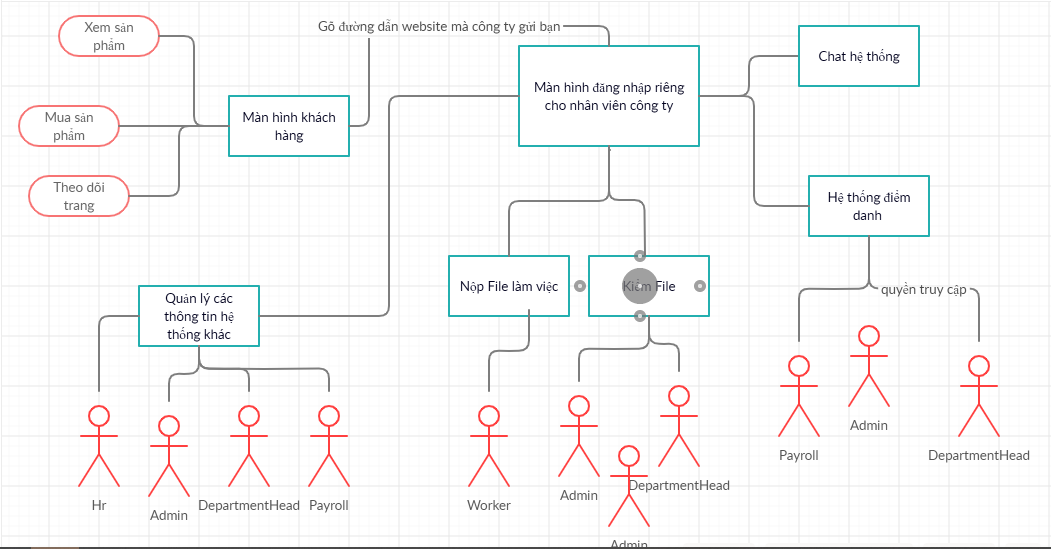 Xem sản
phẩm
Gõ đường dẫn website mà công ty gửi bạn
Màn hình đăng nhập riêng
cho nhân viên công ty
Chat hệ thống
Mua sản
phẩm
Màn hình khách
hàng
Theo dõi
trang
Hệ thống điểm
danh
Quản lý các
thông tin hệ
thống khác
Nộp File làm việc
Kiểm File
quyền truy cập
Hr
Admin
DepartmentHead
Payroll
Worker
Admin
DepartmentHead
Admin
Payroll
Admin
DepartmentHead